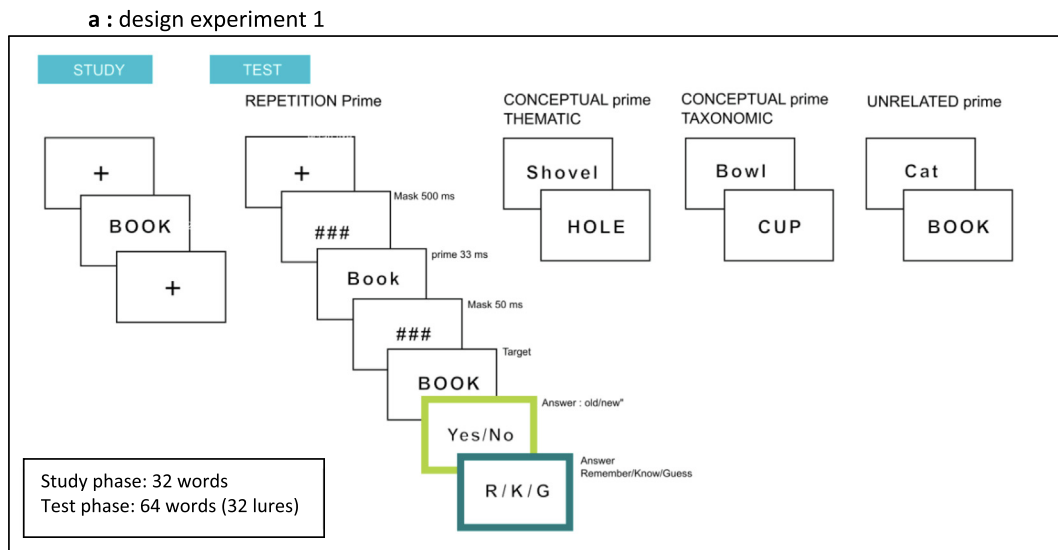 a : design experiment 1
STUDY
TEST
REPETITION Prime
CONCEPTUAL prime
THEMATIC
CONCEPTUAL prime
TAXONOMIC
UNRELATED prime
+
BOOK
+
+
Mask 500 ms
###
prime 33 ms
Book
Mask 50 ms
###
Target
BOOK
Answer : old/new"
Yes/No
Answer
Remember/Know/Guess
R / K / G
Shovel
HOLE
Bowl
CUP
Cat
BOOK
Study phase: 32 words
Test phase: 64 words (32 lures)